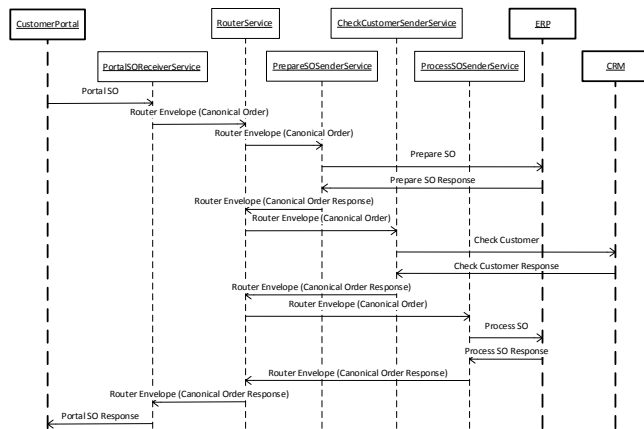 CustomerPortal
RouterService
CheckCustomerSenderService
ERP
PortalSOReceiverService
PrepareSOSenderService
ProcessSOSenderService
CRM
Portal SO
Router Envelope (Canonical Order)
Router Envelope (Canonical Order)
Prepare SO
Prepare SO Response
Router Envelope (Canonical Order Response)
Router Envelope (Canonical Order)
Check Customer
Check Customer Response
Router Envelope (Canonical Order Response)
Router Envelope (Canonical Order)
Process SO
Process SO Response
Router Envelope (Canonical Order Response)
Router Envelope (Canonical Order Response)
Portal SO Response